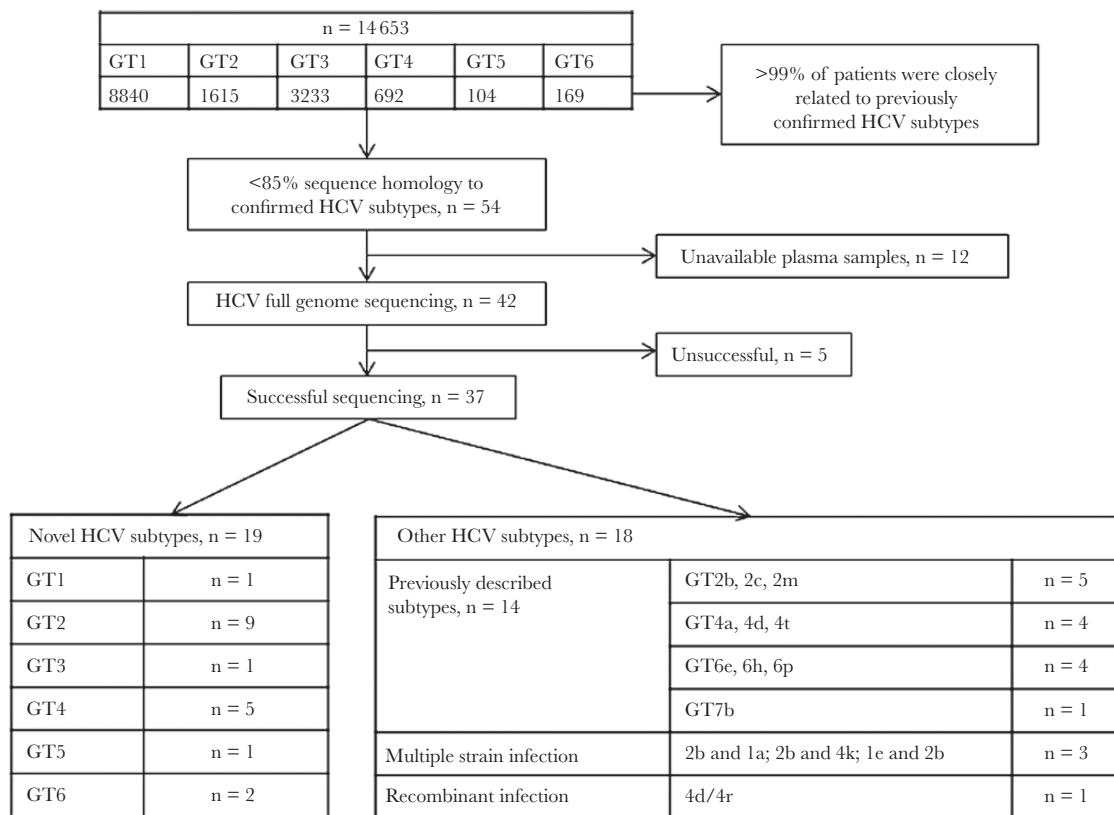 n = 14 653
GT1 GT2 GT3 GT4 GT5 GT6
8840 1615 3233 692 104 169
>99% of patients were closely
related to previously
confirmed HCV subtypes
<85% sequence homology to
confirmed HCV subtypes, n = 54
Unavailable plasma samples, n = 12
HCV full genome sequencing, n = 42
Unsuccessful, n = 5
Successful sequencing, n = 37
Novel HCV subtypes, n = 19
GT1 n = 1
GT2 n = 9
GT3 n = 1
GT4 n = 5
GT5 n = 1
GT6 n = 2
Other HCV subtypes, n = 18
Previously described
subtypes, n = 14
GT2b, 2c, 2m n = 5
GT4a, 4d, 4t n = 4
GT6e, 6h, 6p n = 4
GT7b n = 1
Multiple strain infection 2b and 1a; 2b and 4k; 1e and 2b n = 3
Recombinant infection 4d/4r n = 1